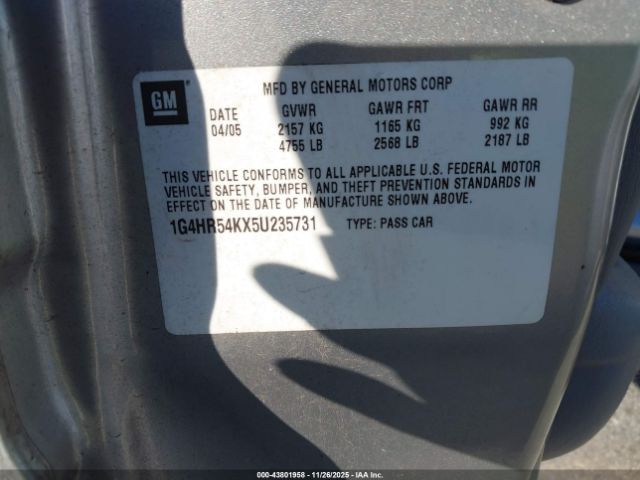 MFD BY GENERAL MOTORS CORP
GM
DATE GVWR GAWR FRT GAWR RR
04/05 2157 KG 1165 KG 992 KG
4755 LB 2568 LB 2187 LB
THIS VEHICLE CONFORMS TO ALL APPLICABLE U.S. FEDERAL MOTOR
VEHICLE SAFETY, BUMPER, AND THEFT PREVENTION STANDARDS IN
EFFECT ON THE DATE OF MANUFACTURE SHOWN ABOVE.
1G4HR54KX5U235731 TYPE: PASS CAR
000-43801958 | 11/26/2025 | ©IAA, Inc.